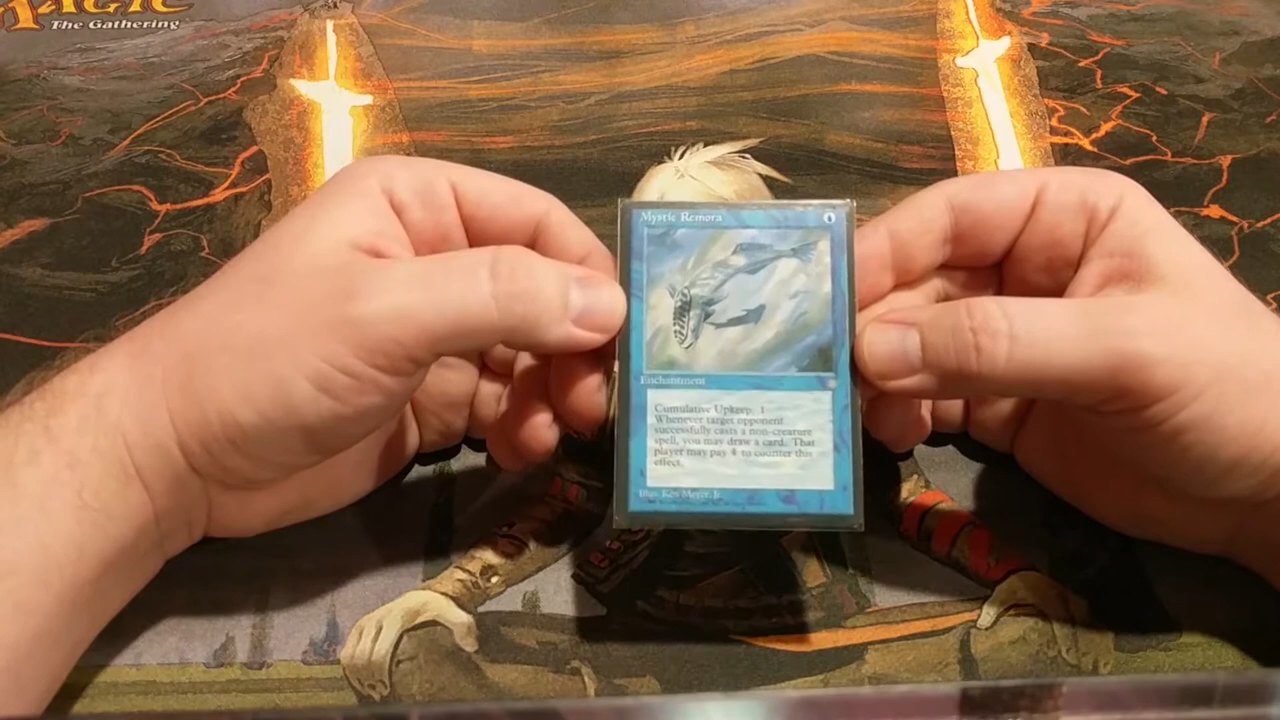 MAGIC
The Gathering
Mystic Remora
Enchantment
Cumulative Upkeep: 1
Whenever target opponent
successfully casts a non-creature
spell, you may draw a card. That
player may pay 4 to counter this
effect.
Illus. Ken Meyer, Jr.